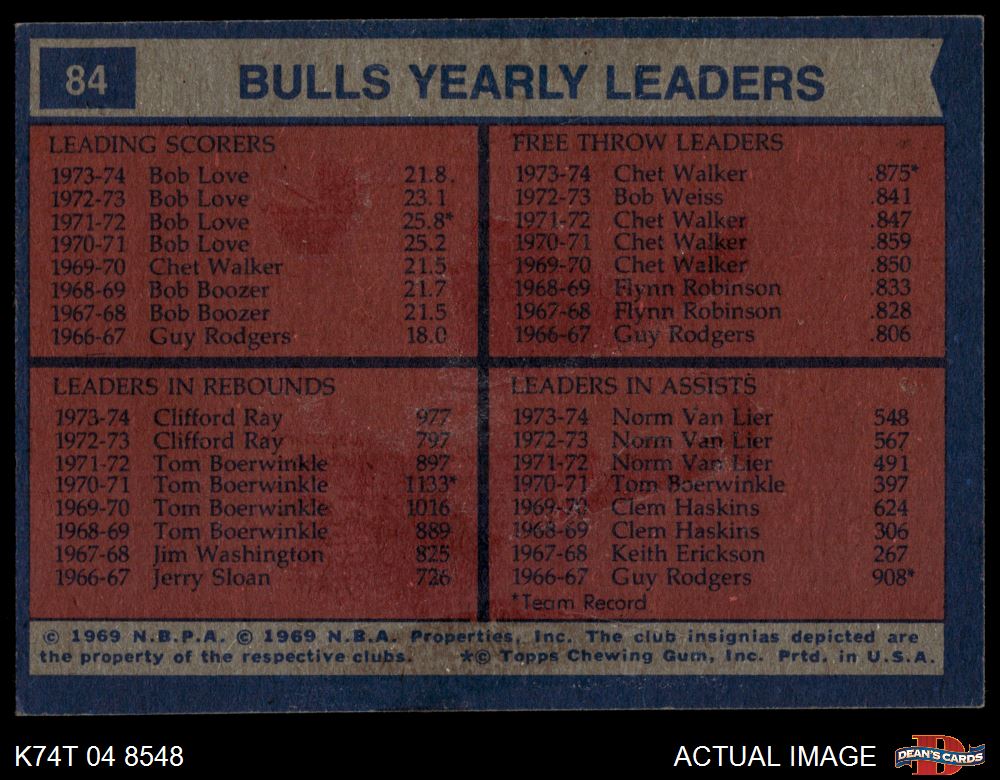 84 BULLS YEARLY LEADERS
LEADING SCORERS
1973-74 Bob Love 21.8
1972-73 Bob Love 23.1
1971-72 Bob Love 25.8*
1970-71 Bob Love 25.2
1969-70 Chet Walker 21.5
1968-69 Bob Boozer 21.7
1967-68 Bob Boozer 21.5
1966-67 Guy Rodgers 18.0
FREE THROW LEADERS
1973-74 Chet Walker .875*
1972-73 Bob Weiss .841
1971-72 Chet Walker .847
1970-71 Chet Walker .859
1969-70 Chet Walker .850
1968-69 Flynn Robinson .833
1967-68 Flynn Robinson .828
1966-67 Guy Rodgers .806
LEADERS IN REBOUNDS
1973-74 Clifford Ray 977
1972-73 Clifford Ray 797
1971-72 Tom Boerwinkle 897
1970-71 Tom Boerwinkle 1133*
1969-70 Tom Boerwinkle 1016
1968-69 Tom Boerwinkle 889
1967-68 Jim Washington 825
1966-67 Jerry Sloan 726
LEADERS IN ASSISTS
1973-74 Norm Van Lier 548
1972-73 Norm Van Lier 567
1971-72 Norm Van Lier 491
1970-71 Tom Boerwinkle 397
1969-70 Clem Haskins 624
1968-69 Clem Haskins 306
1967-68 Keith Erickson 267
1966-67 Guy Rodgers 908*
*Team Record
© 1969 N.B.P.A. © 1969 N.B.A. Properties, Inc. The club insignias depicted are
the property of the respective clubs. *© Topps Chewing Gum, Inc. Prtd. in U.S.A.
K74T 04 8548 ACTUAL IMAGE DEAN'S CARDS